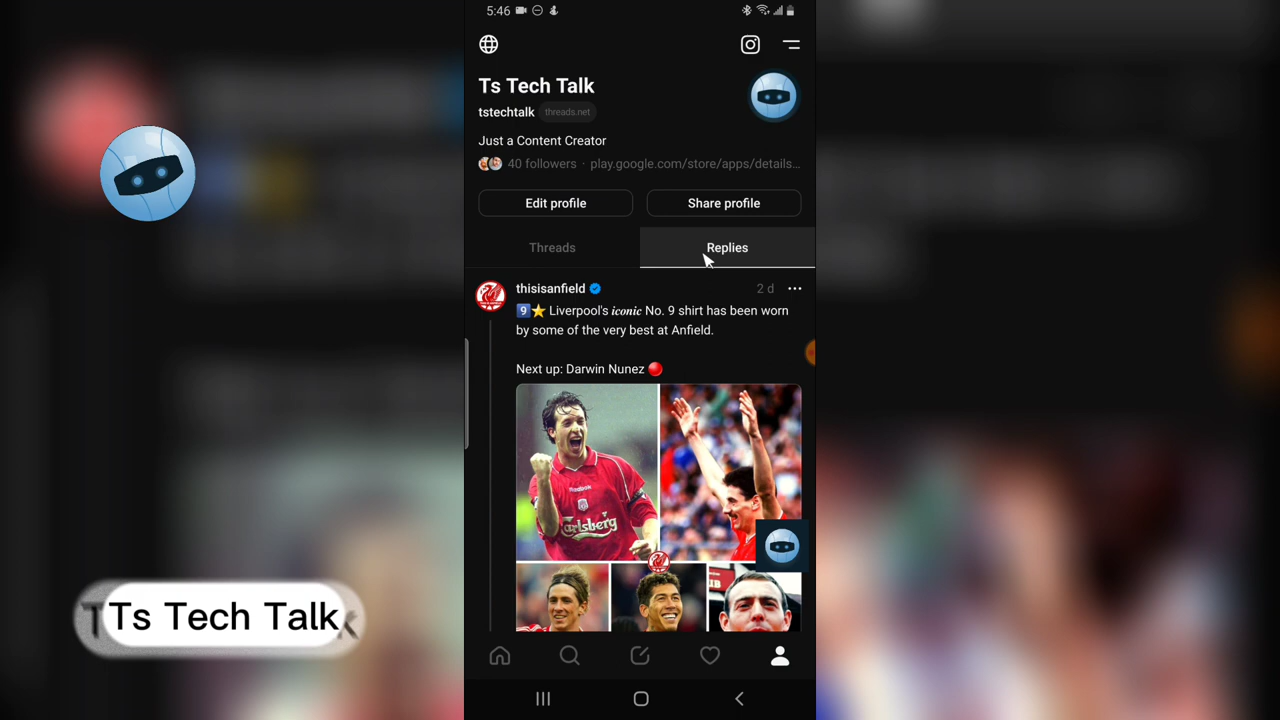 5:46
Ts Tech Talk
tstechtalk threads.net
Just a Content Creator
40 followers · play.google.com/store/apps/details...
Edit profile
Share profile
Threads
Replies
thisisanfield
2 d
9⃣⭐ Liverpool's 𝒊𝒄𝒐𝒏𝒊𝒄 No. 9 shirt has been worn
by some of the very best at Anfield.
Next up: Darwin Nunez 🔴
Reebok
Carlsberg
Ts Tech Talk